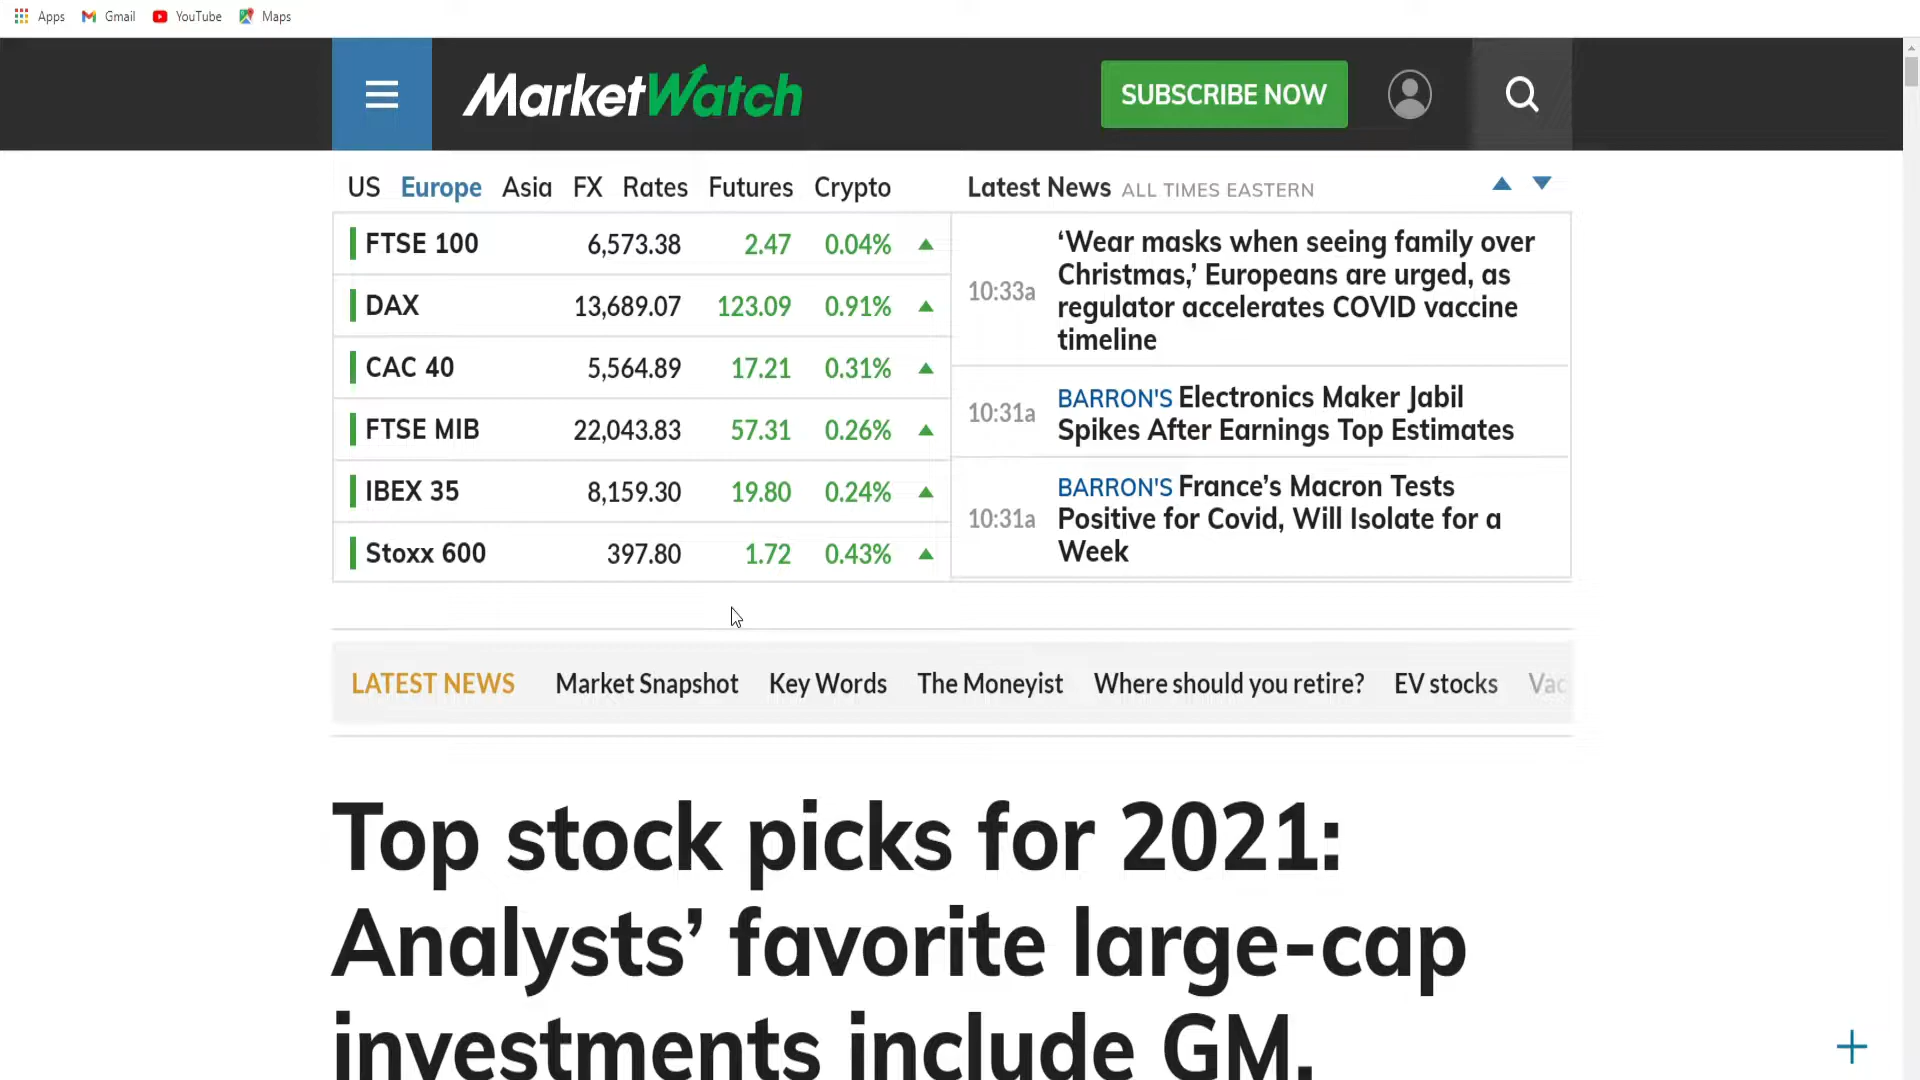 Apps Gmail YouTube Maps
MarketWatch SUBSCRIBE NOW
US Europe Asia FX Rates Futures Crypto
FTSE 100 6,573.38 2.47 0.04%
DAX 13,689.07 123.09 0.91%
CAC 40 5,564.89 17.21 0.31%
FTSE MIB 22,043.83 57.31 0.26%
IBEX 35 8,159.30 19.80 0.24%
Stoxx 600 397.80 1.72 0.43%
Latest News ALL TIMES EASTERN
10:33a
‘Wear masks when seeing family over
Christmas,’ Europeans are urged, as
regulator accelerates COVID vaccine
timeline
10:31a
BARRON'S Electronics Maker Jabil
Spikes After Earnings Top Estimates
10:31a
BARRON'S France’s Macron Tests
Positive for Covid, Will Isolate for a
Week
LATEST NEWS Market Snapshot Key Words The Moneyist Where should you retire? EV stocks
Top stock picks for 2021:
Analysts’ favorite large-cap
investments include GM,